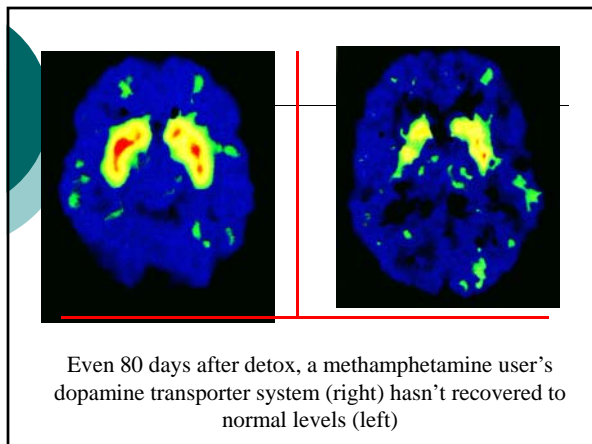 Even 80 days after detox, a methamphetamine user's
dopamine transporter system (right) hasn't recovered to
normal levels (left)